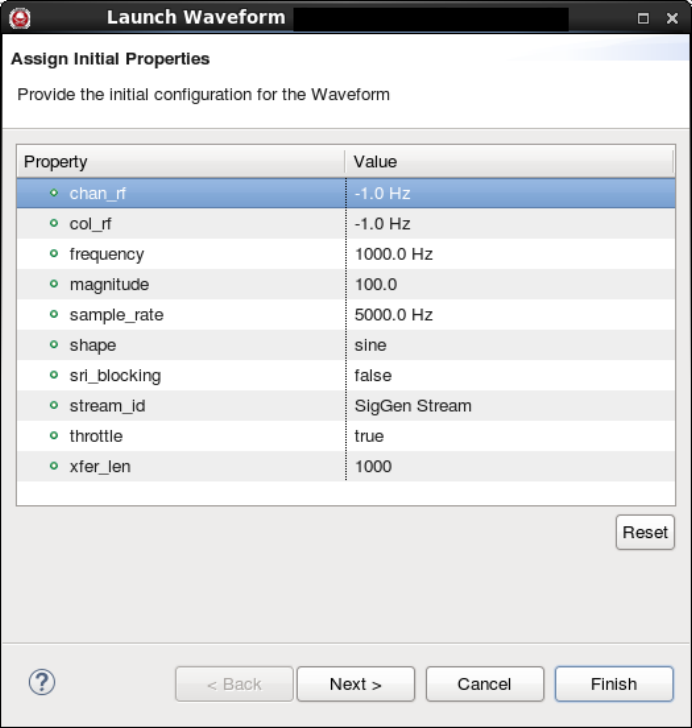 Launch Waveform
Assign Initial Properties
Provide the initial configuration for the Waveform
Property Value
chan_rf -1.0 Hz
col_rf -1.0 Hz
frequency 1000.0 Hz
magnitude 100.0
sample_rate 5000.0 Hz
shape sine
sri_blocking false
stream_id SigGen Stream
throttle true
xfer_len 1000
Reset
? < Back Next > Cancel Finish